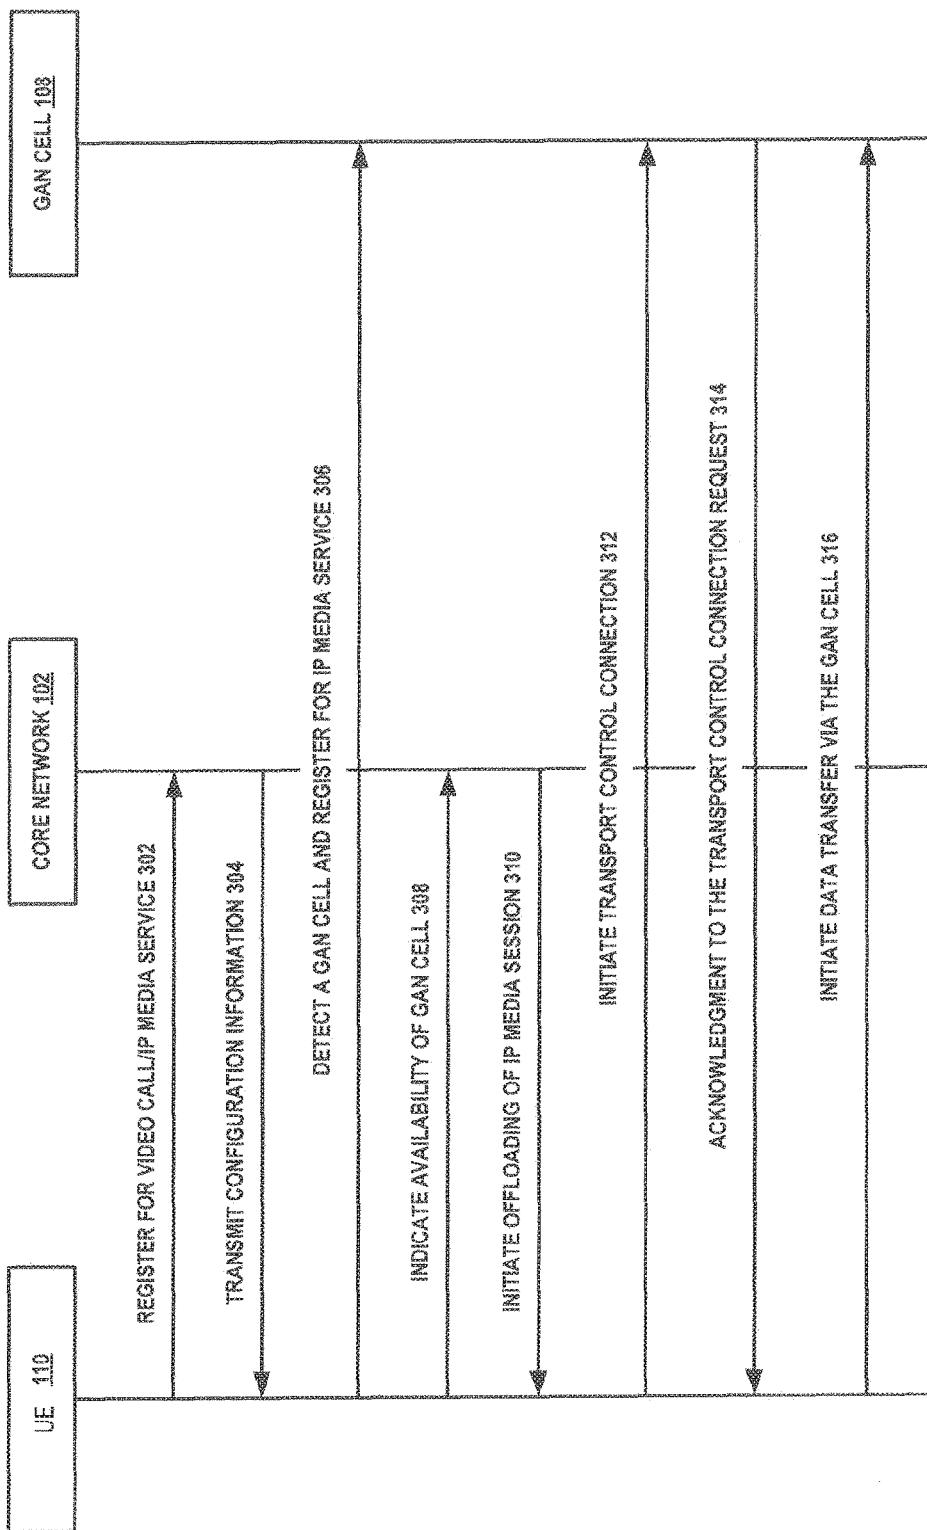 UE 110
CORE NETWORK 102
GAN CELL 108
REGISTER FOR VIDEO CALL/IP MEDIA SERVICE 302
TRANSMIT CONFIGURATION INFORMATION 304
DETECT A GAN CELL AND REGISTER FOR IP MEDIA SERVICE 306
INDICATE AVAILABILITY OF GAN CELL 308
INITIATE OFFLOADING OF IP MEDIA SESSION 310
INITIATE TRANSPORT CONTROL CONNECTION 312
ACKNOWLEDGMENT TO THE TRANSPORT CONTROL CONNECTION REQUEST 314
INITIATE DATA TRANSFER VIA THE GAN CELL 316